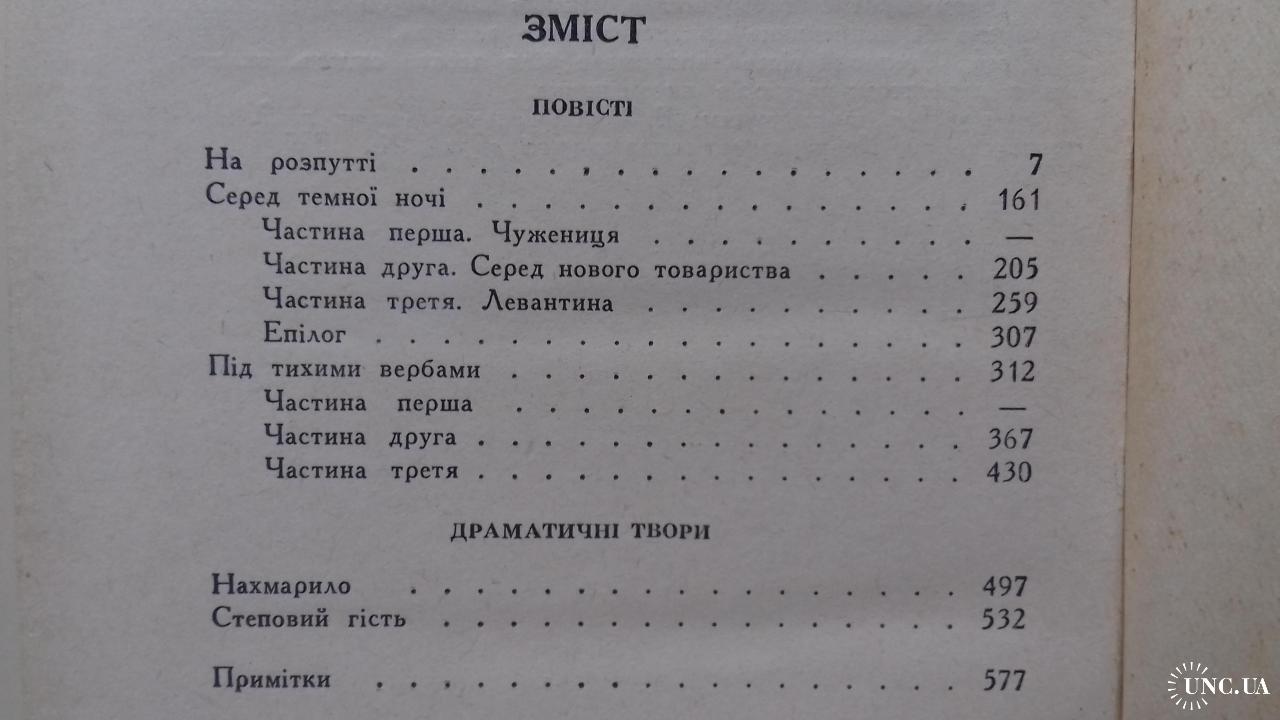 ЗМІСТ
ПОВІСТІ
На розпутті . . . . . . . . . . . . . . . . . 7
Серед темної ночі . . . . . . . . . . . . . . . 161
Частина перша. Чужениця . . . . . . . . . . —
Частина друга. Серед нового товариства . . . . . 205
Частина третя. Левантина . . . . . . . . . . 259
Епілог . . . . . . . . . . . . . . . . . . 307
Під тихими вербами . . . . . . . . . . . . . . 312
Частина перша . . . . . . . . . . . . . . —
Частина друга . . . . . . . . . . . . . . . 367
Частина третя . . . . . . . . . . . . . . . 430
ДРАМАТИЧНІ ТВОРИ
Нахмарило . . . . . . . . . . . . . . . . . 497
Степовий гість . . . . . . . . . . . . . . . . 532
Примітки . . . . . . . . . . . . . . . . . . 577
UNC.UA